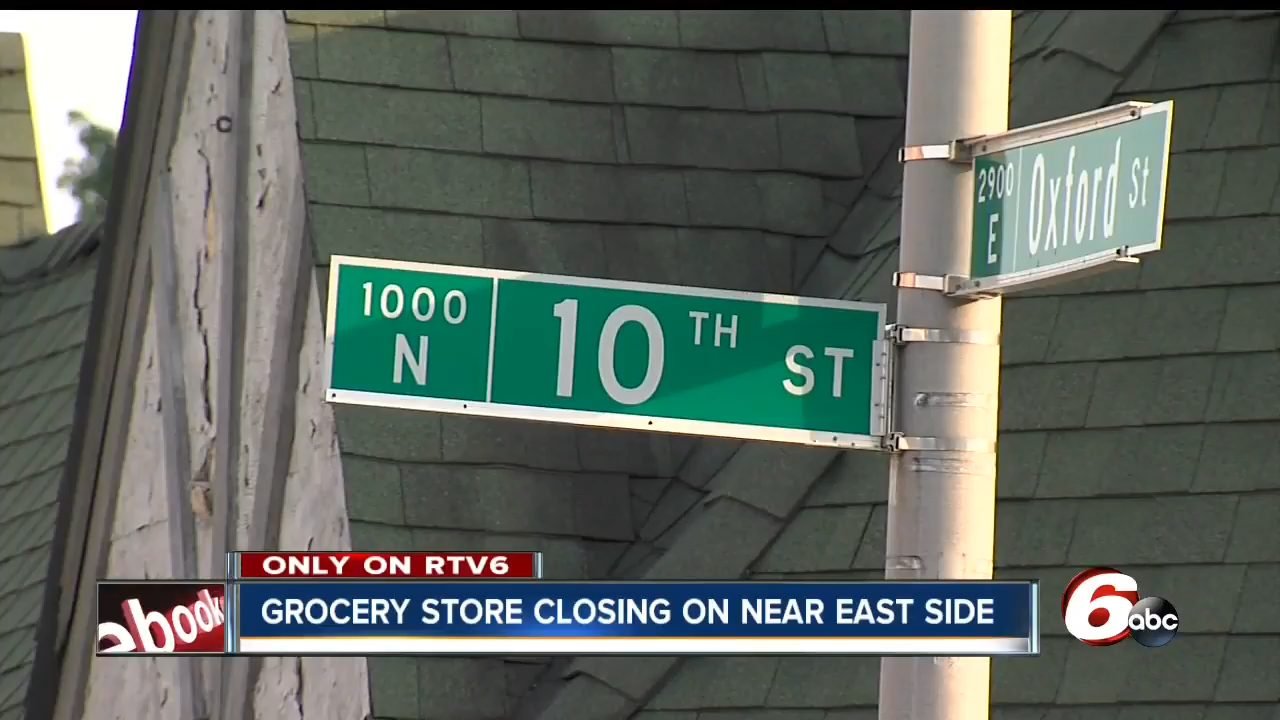 2900
E
Oxford St
1000
N
10 TH ST
ONLY ON RTV6
ebook
GROCERY STORE CLOSING ON NEAR EAST SIDE
6
abc